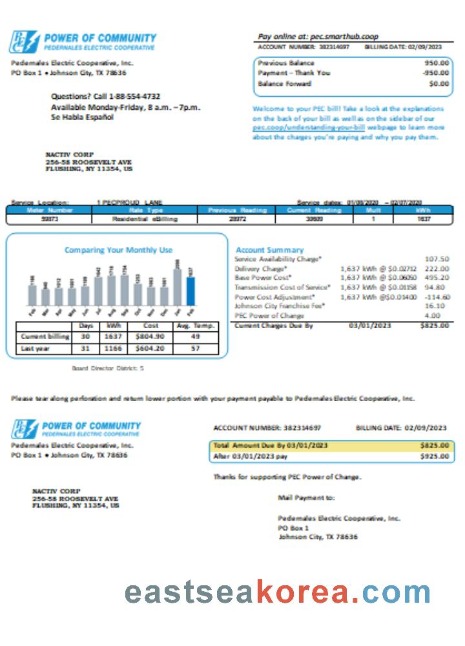 POWER OF COMMUNITY
PEDERNALES ELECTRIC COOPERATIVE
Pedernales Electric Cooperative, Inc.
PO Box 1 • Johnson City, TX 78636
Questions? Call 1-88-554-4732
Available Monday-Friday, 8 a.m. – 7p.m.
Se Habla Español
NACTIV CORP
256-58 ROOSEVELT AVE
FLUSHING, NY 11354, US
Pay online at: pec.smarthub.coop
ACCOUNT NUMBER: 382314697 BILLING DATE: 02/09/2023
Previous Balance 950.00
Payment - Thank You -950.00
Balance Forward $0.00
Welcome to your PEC bill! Take a look at the explanations
on the back of your bill as well as on the sidebar of our
pec.coop/understanding-your-bill webpage to learn more
about the charges you're paying and why you pay them.
Service Location: 1 PECPROUD LANE Service dates:
Meter Number Rate Type Previous Reading Current Reading Mult kWh
Residential eBilling 1 1637
Comparing Your Monthly Use
Days kWh Cost Avg. Temp.
Current billing 30 1637 $804.90 49
Last year 31 1166 $604.20 57
Board Director District: 5
Account Summary
Service Availability Charge* 107.50
Delivery Charge* 1,637 kWh @ $0.02712 222.00
Base Power Cost* 1,637 kWh @ $0.06050 495.20
Transmission Cost of Service* 1,637 kWh @ $0.01158 94.80
Power Cost Adjustment* 1,637 kWh @$0.01400 -114.60
Johnson City Franchise Fee* 16.10
PEC Power of Change 4.00
Current Charges Due By 03/01/2023 $825.00
Please tear along perforation and return lower portion with your payment payable to Pedernales Electric Cooperative, Inc.
POWER OF COMMUNITY
PEDERNALES ELECTRIC COOPERATIVE
Pedernales Electric Cooperative, Inc.
PO Box 1 • Johnson City, TX 78636
ACCOUNT NUMBER: 382314697 BILLING DATE: 02/09/2023
Total Amount Due By 03/01/2023 $825.00
After 03/01/2023 pay $925.00
Thanks for supporting PEC Power of Change.
NACTIV CORP
256-58 ROOSEVELT AVE
FLUSHING, NY 11354, US
Mail Payment to:
Pedernales Electric Cooperative, Inc.
PO Box 1
Johnson City, TX 78636
eastseakorea.com